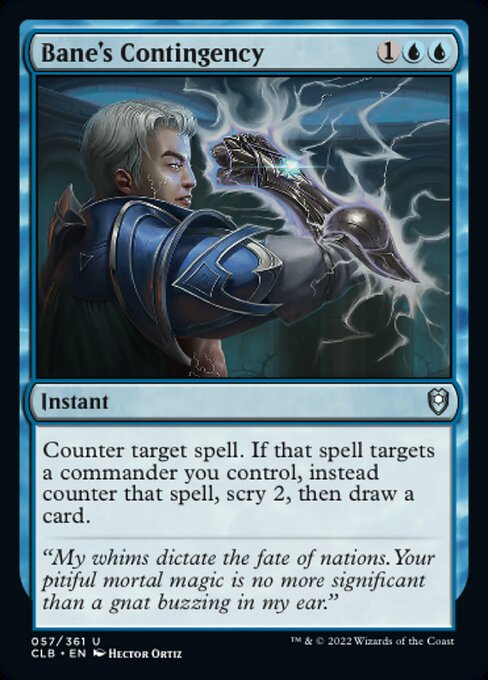 Bane's Contingency 1
Instant
Counter target spell. If that spell targets
a commander you control, instead
counter that spell, scry 2, then draw a
card.
“My whims dictate the fate of nations. Your
pitiful mortal magic is no more significant
than a gnat buzzing in my ear.”
057/361 U
CLB • EN Hector Ortiz
™ & © 2022 Wizards of the Coast